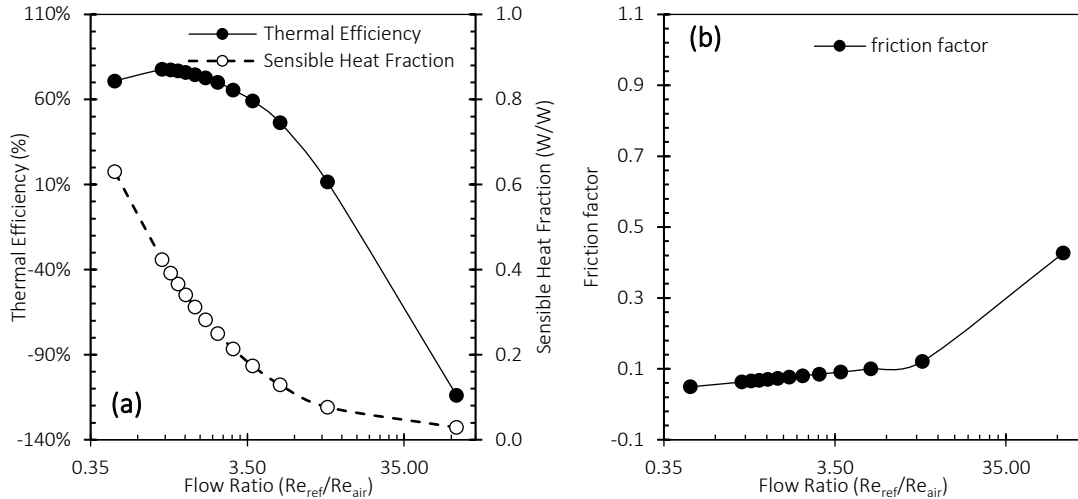 110%
60%
10%
-40%
-90%
-140%
Thermal Efficiency (%)
Thermal Efficiency
Sensible Heat Fraction
(a)
1.0
0.8
0.6
0.4
0.2
0.0
Sensible Heat Fraction (W/W)
0.35
3.50
35.00
Flow Ratio (Re_ref/Re_air)
1.1
0.9
0.7
0.5
0.3
0.1
-0.1
Friction factor
(b)
friction factor
0.35
3.50
35.00
Flow Ratio (Re_ref/Re_air)